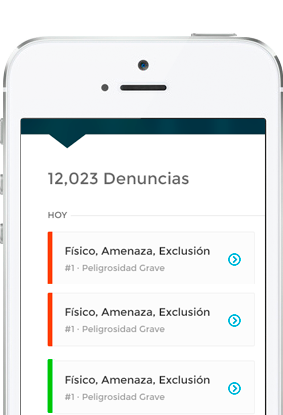 12,023 Denuncias
HOY
Físico, Amenaza, Exclusión
#1 · Peligrosidad Grave
Físico, Amenaza, Exclusión
#1 · Peligrosidad Grave
Físico, Amenaza, Exclusión
#1 · Peligrosidad Grave